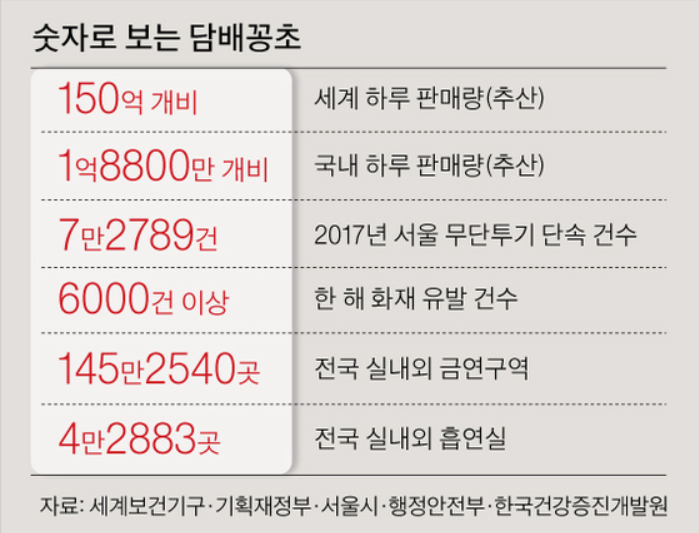 숫자로 보는 담배꽁초
150억 개비 세계 하루 판매량(추산)
1억8800만 개비 국내 하루 판매량(추산)
7만2789건 2017년 서울 무단투기 단속 건수
6000건 이상 한 해 화재 유발 건수
145만2540곳 전국 실내외 금연구역
4만2883곳 전국 실내외 흡연실
자료: 세계보건기구·기획재정부·서울시·행정안전부·한국건강증진개발원